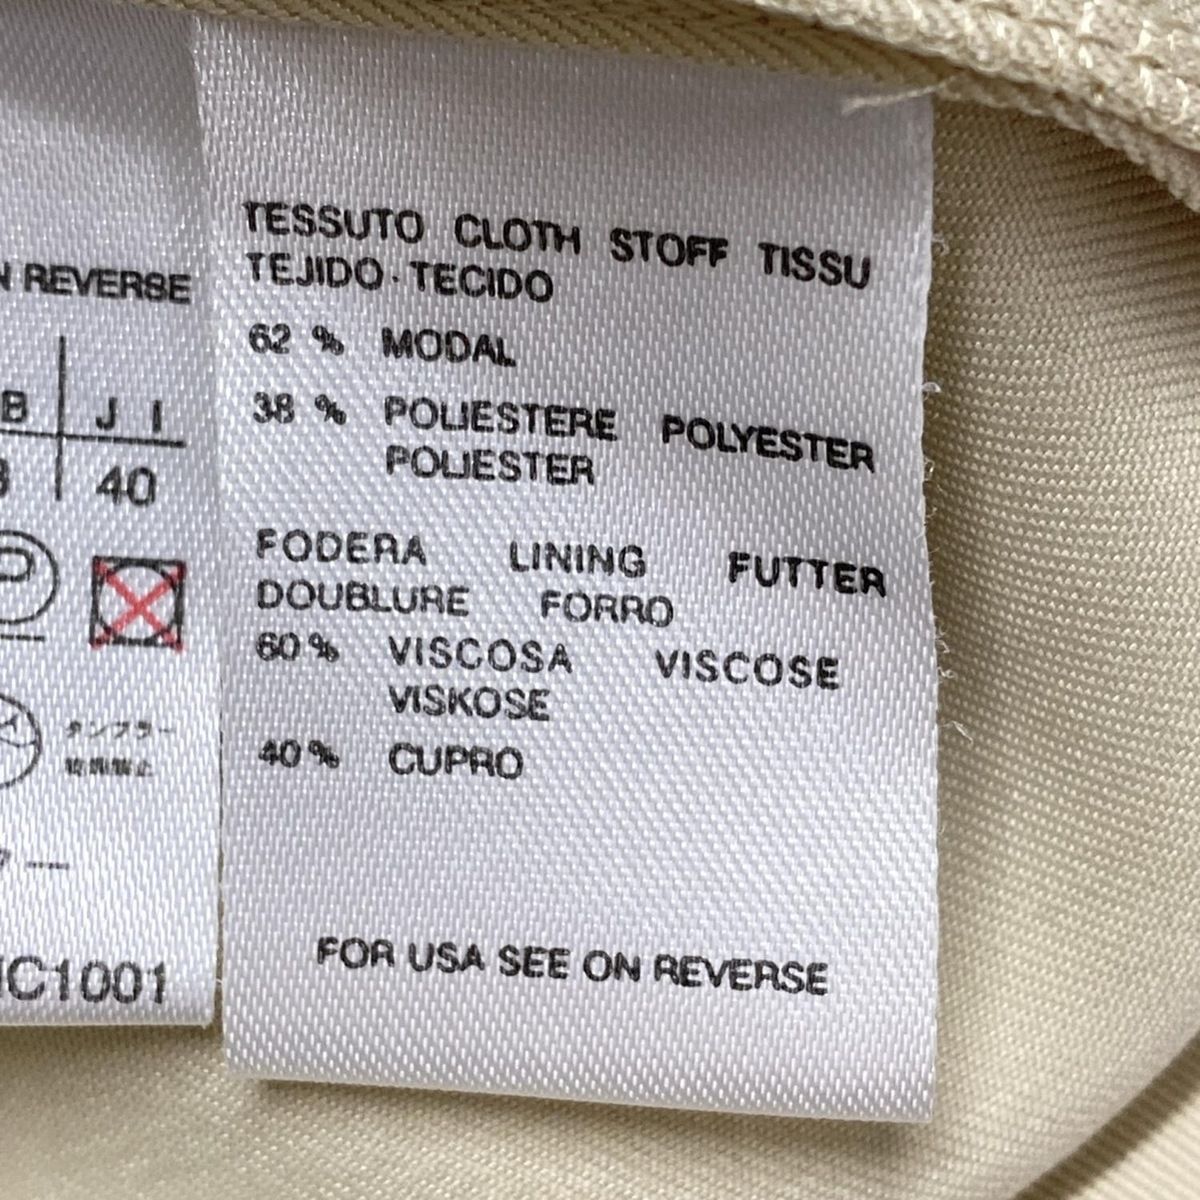 N REVERSE
B J I
40
タンブラー
乾燥禁止
IC1001
TESSUTO CLOTH STOFF TISSU
TEJIDO · TECIDO
62 % MODAL
38 % POLIESTERE POLYESTER
POLIESTER
FODERA LINING FUTTER
DOUBLURE FORRO
60 % VISCOSA VISCOSE
VISKOSE
40 % CUPRO
FOR USA SEE ON REVERSE